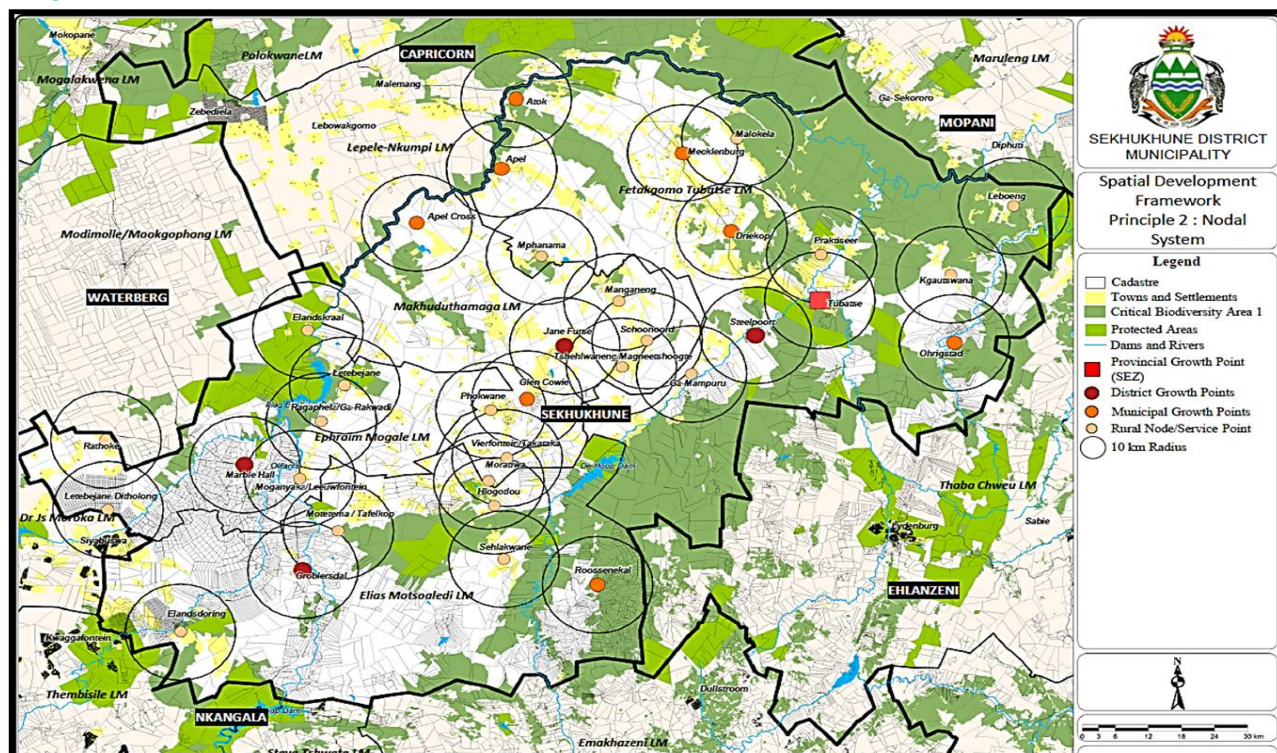 Mokopane
PolokwaneLM
CAPRICORN
Mogalakwena LM
Malemang
Zebediela
Lebowakgomo
Lepele-Nkumpi LM
Atok
Apel
Apel Cross
Maruleng LM
Ga-Sekororo
MOPANI
Diphuti
Malokela
Mecklenburg
Fetakgomo Tubatse LM
Leboeng
Driekop
Praktiseer
Kgautswana
Tubatse
Modimolle/Mookgophong LM
WATERBERG
Mphanama
Manganeng
Makhuduthamaga LM
Elandskraal
Jane Furse
Schoonoord
Steelpoort
Ohrigstad
Tshehlwaneng
Magneetshoogte
Ga-Mampuru
Letebejane
Glen Cowie
Phokwane
SEKHUKHUNE
Ragaphela/Ga-Rakwadi
Ephraim Mogale LM
Rathoke
Marble Hall
Olifants
Moganyaka/Leeuwfontein
Moratiwa
Hlogotlou
De Hoop Dam
Letebejane Ditholong
Dr Js Moroka LM
Siyabuswa
Moteterna / Tafelkop
Groblersdal
Sehlakwane
Roossenekal
Elias Motsoaledi LM
Elandsdoring
Kwaggafontein
Thembisile LM
NKANGALA
Thaba Chweu LM
Sabie
Lydenburg
EHLANZENI
Dullstroom
Emakhazeni LM
SEKHUKHUNE DISTRICT
MUNICIPALITY
Spatial Development
Framework
Principle 2 : Nodal
System
Legend
Cadastre
Towns and Settlements
Critical Biodiversity Area 1
Protected Areas
Dams and Rivers
Provincial Growth Point
(SEZ)
District Growth Points
Municipal Growth Points
Rural Node/Service Point
10 km Radius
N
0 3 6 12 18 24 30 km